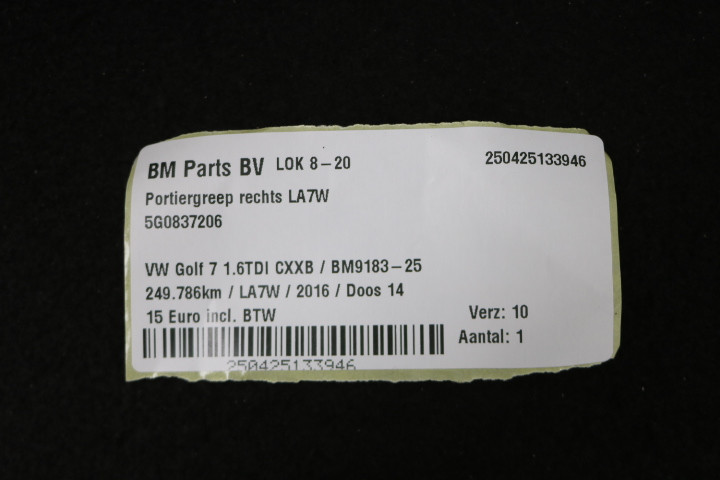 BM Parts BV LOK 8-20 250425133946
Portiergreep rechts LA7W
5G0837206
VW Golf 7 1.6TDI CXXB / BM9183-25
249.786km / LA7W / 2016 / Doos 14
15 Euro incl. BTW Verz: 10
Aantal: 1
250425133946